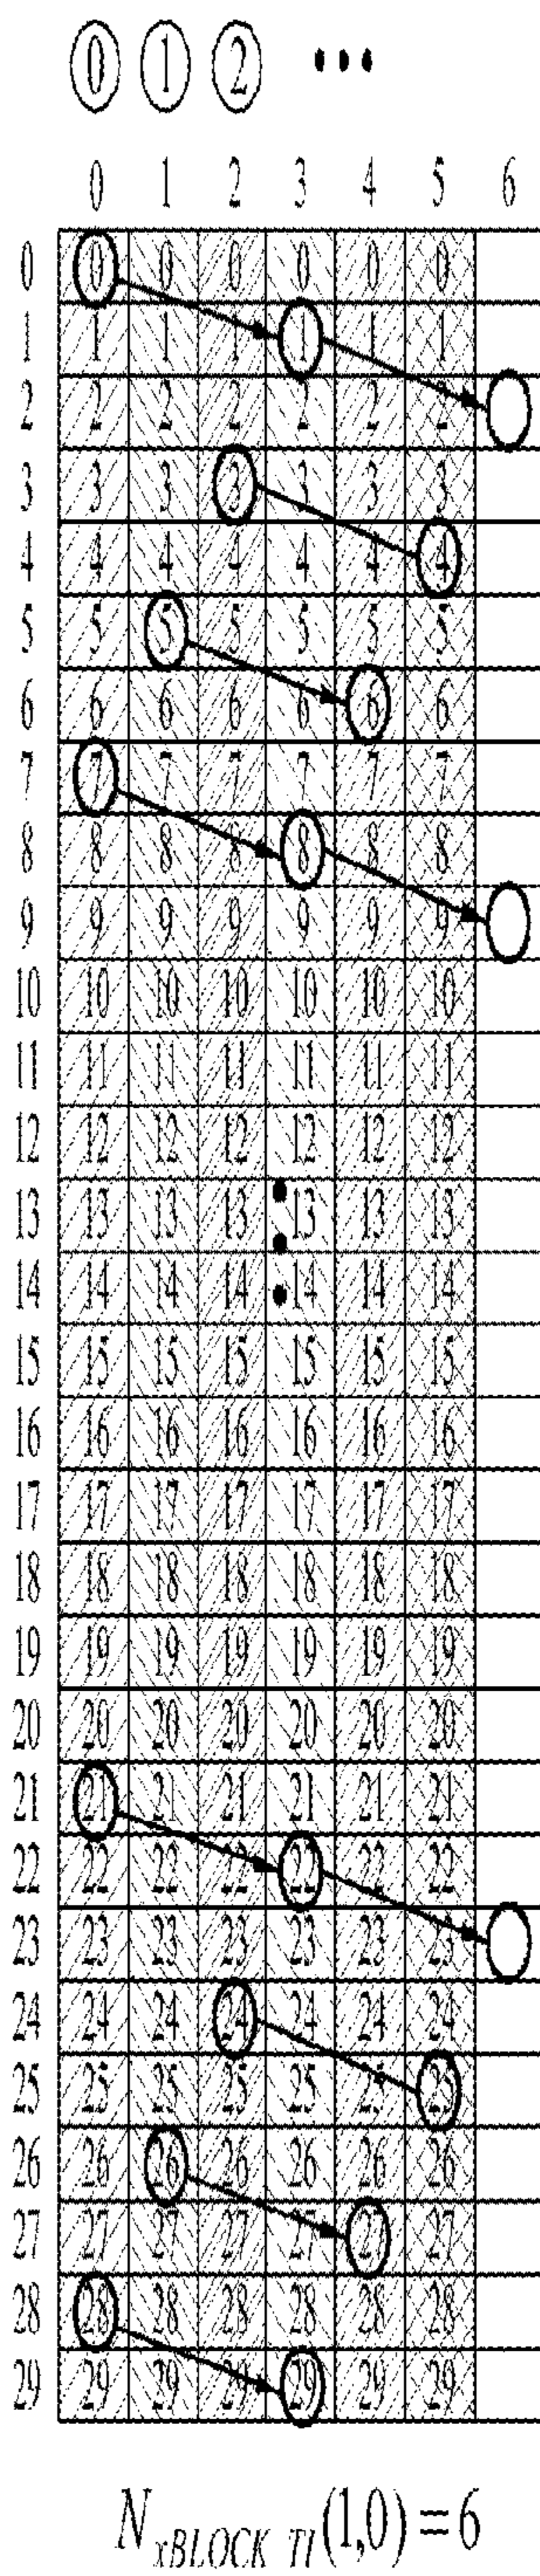 0 1 2 •••
0 1 2 3 4 5 6
0 0 0 0 0 0 0
1 1 1 1 1 1 1
2 2 2 2 2 2 2
3 3 3 3 3 3 3
4 4 4 4 4 4 4
5 5 5 5 5 5 5
6 6 6 6 6 6 6
7 7 7 7 7 7 7
8 8 8 8 8 8 8
9 9 9 9 9 9 9
10 10 10 10 10 10 10
11 11 11 11 11 11 11
12 12 12 12 12 12 12
13 13 13 13 13 13 13
14 14 14 14 14 14 14
15 15 15 15 15 15 15
16 16 16 16 16 16 16
17 17 17 17 17 17 17
18 18 18 18 18 18 18
19 19 19 19 19 19 19
20 20 20 20 20 20 20
21 21 21 21 21 21 21
22 22 22 22 22 22 22
23 23 23 23 23 23 23
24 24 24 24 24 24 24
25 25 25 25 25 25 25
26 26 26 26 26 26 26
27 27 27 27 27 27 27
28 28 28 28 28 28 28
29 29 29 29 29 29 29
N_xBLOCK TI(1,0) = 6